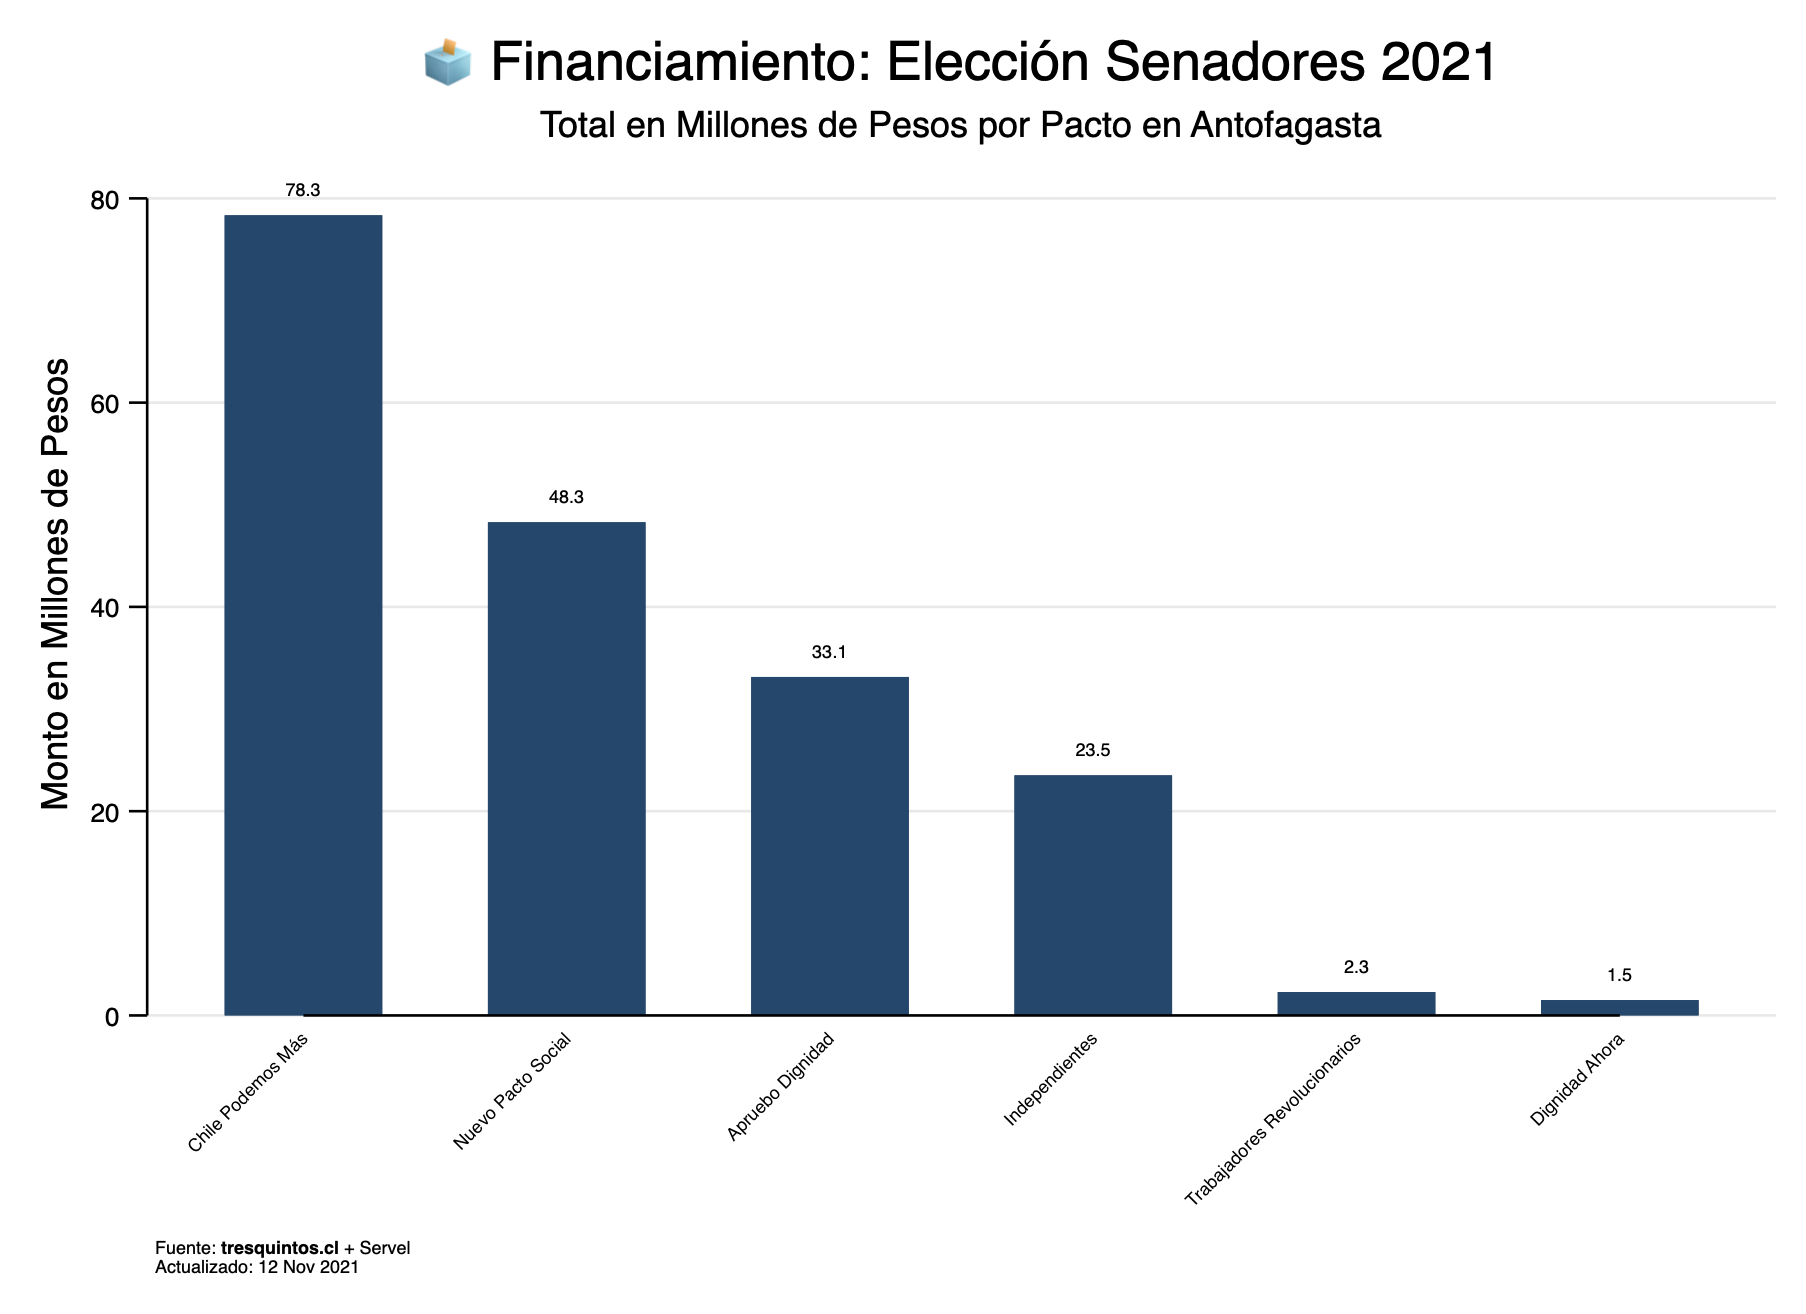 Financiamiento: Elección Senadores 2021
Total en Millones de Pesos por Pacto en Antofagasta
Monto en Millones de Pesos
80
60
40
20
0
78.3
48.3
33.1
23.5
2.3
1.5
Chile Podemos Más
Nuevo Pacto Social
Apruebo Dignidad
Independientes
Trabajadores Revolucionarios
Dignidad Ahora
Fuente: tresquintos.cl + Servel
Actualizado: 12 Nov 2021